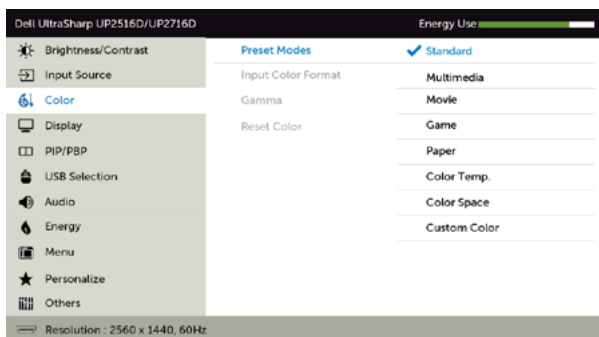 Dell UltraSharp UP2516D/UP2716D
Energy Use
Brightness/Contrast
Preset Modes
Standard
Input Source
Input Color Format
Multimedia
Color
Gamma
Movie
Display
Reset Color
Game
PIP/PBP
Paper
USB Selection
Color Temp.
Audio
Color Space
Energy
Custom Color
Menu
Personalize
Others
Resolution : 2560 x 1440, 60Hz